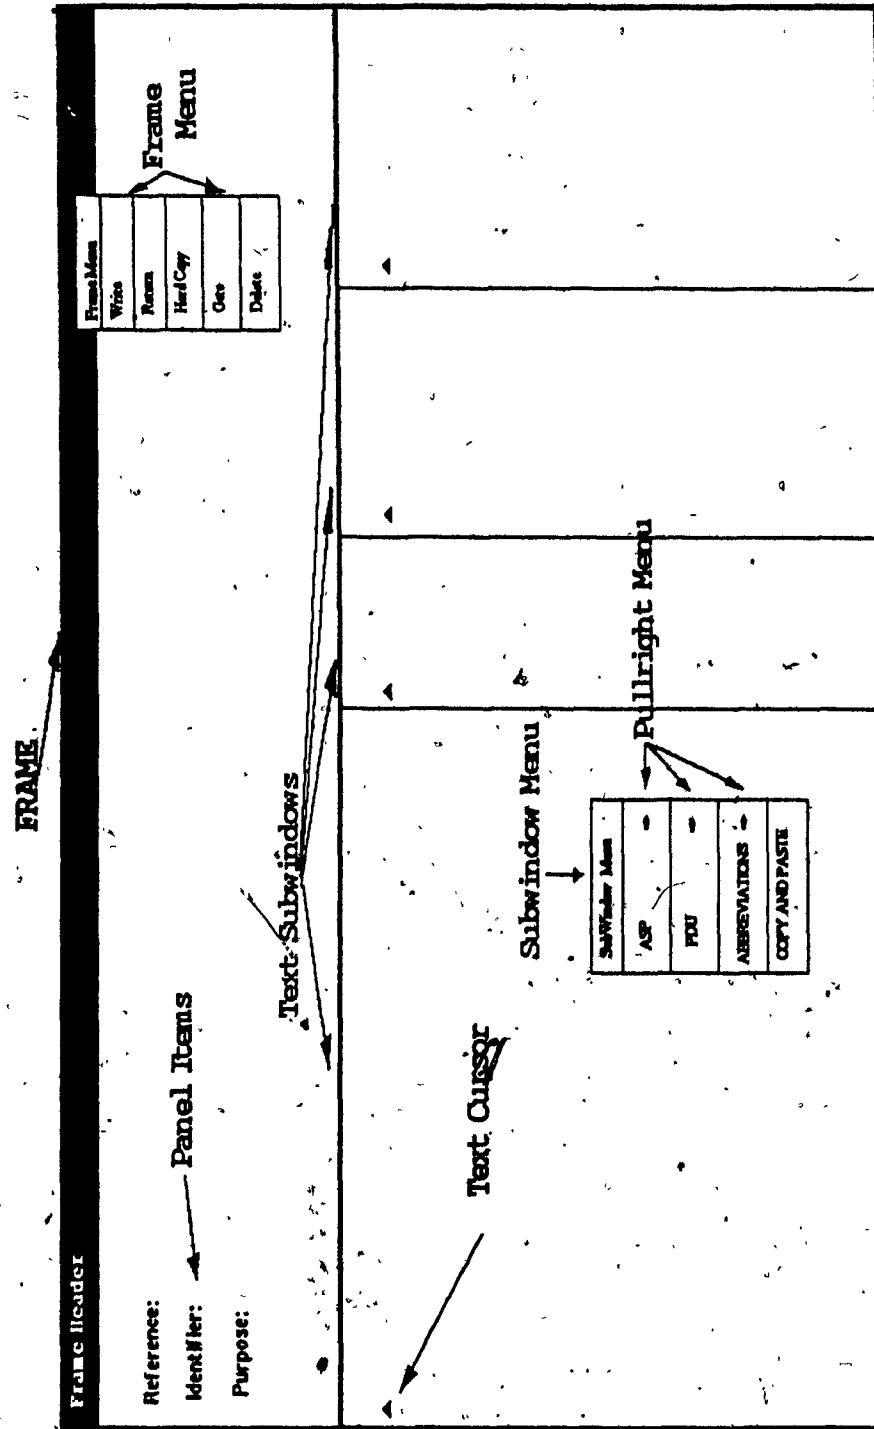 FRAME
Frame Header
Reference:
Identifier:
Purpose:
Panel Items
Frame Menu
Write
Return
Hard Copy
Goto
Delete
Frame
Menu
Text Subwindows
Text Cursor
Subwindow Menu
SubWindow Menu
ASP
PDU
ABBREVIATIONS
COPY AND PASTE
Pullright Menu